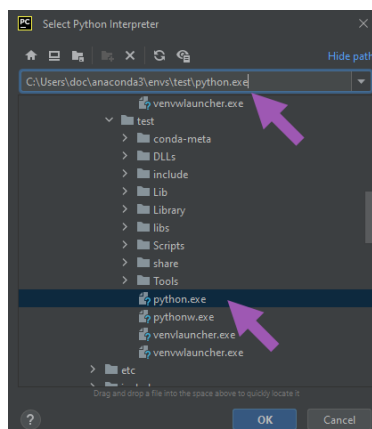 PC Select Python Interpreter
Hide path
C:\Users\doc\anaconda3\envs\test\python.exe
venvwlauncher.exe
test
conda-meta
DLLs
include
Lib
Library
libs
Scripts
share
Tools
python.exe
pythonw.exe
venvlauncher.exe
venvwlauncher.exe
etc
Drag and drop a file into the space above to quickly locate it
? OK Cancel